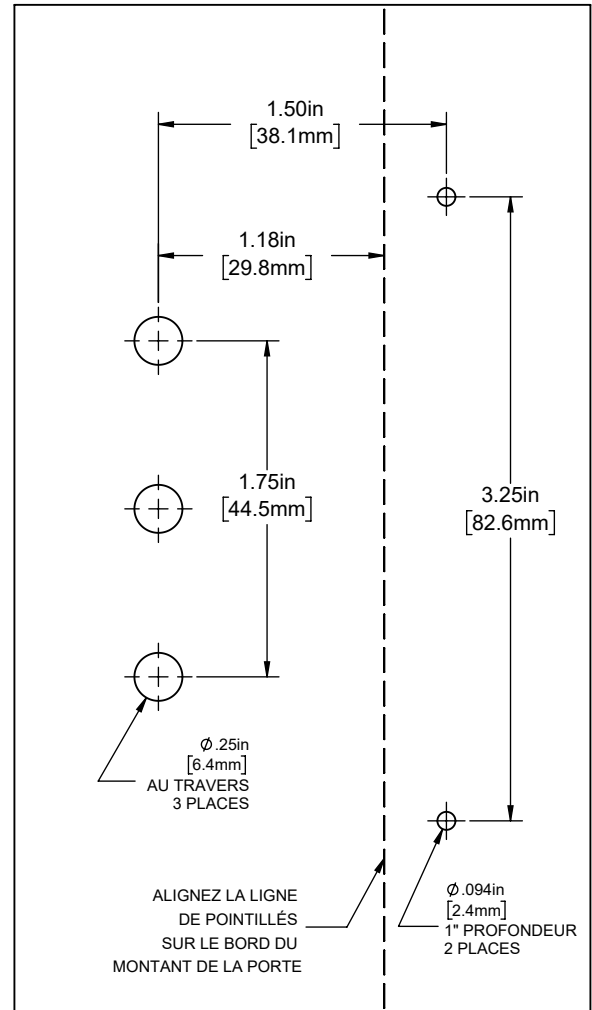 1.50in
[38.1mm]
1.18in
[29.8mm]
1.75in
[44.5mm]
3.25in
[82.6mm]
Ø.25in
[6.4mm]
AU TRAVERS
3 PLACES
ALIGNEZ LA LIGNE
DE POINTILLÉS
SUR LE BORD DU
MONTANT DE LA PORTE
Ø.094in
[2.4mm]
1" PROFONDEUR
2 PLACES